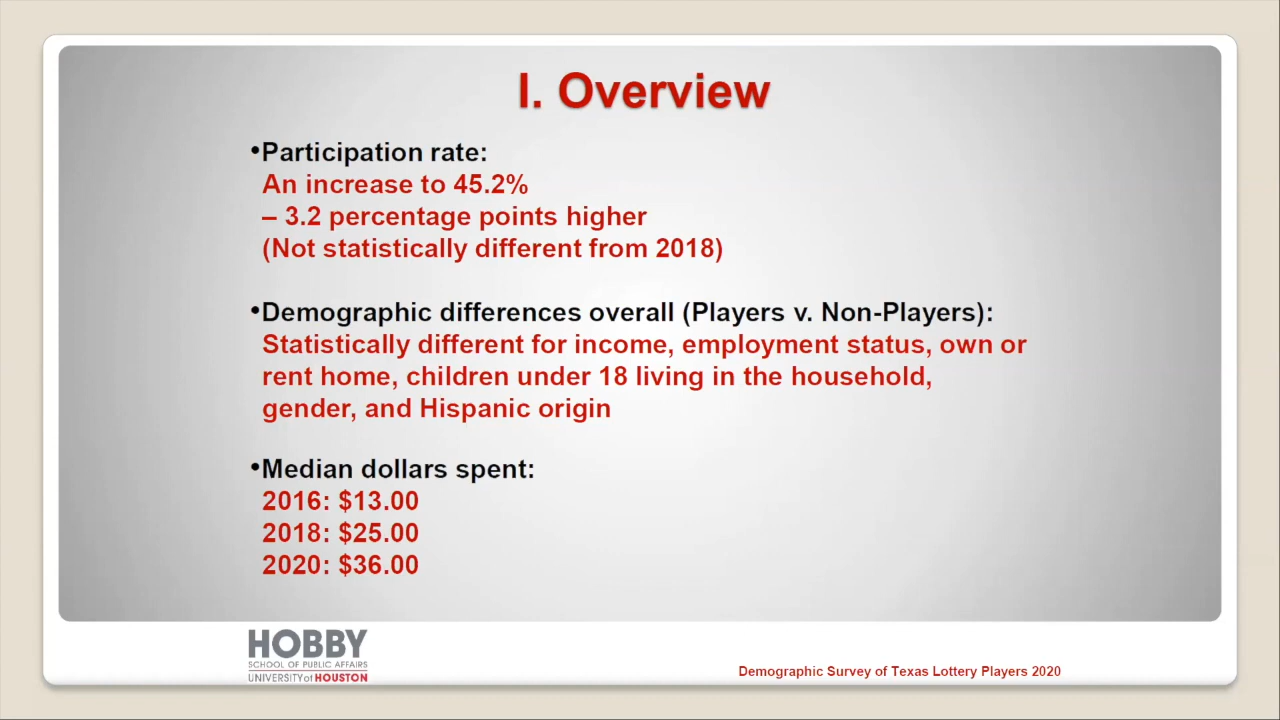 I. Overview
•Participation rate:
An increase to 45.2%
– 3.2 percentage points higher
(Not statistically different from 2018)
•Demographic differences overall (Players v. Non-Players):
Statistically different for income, employment status, own or
rent home, children under 18 living in the household,
gender, and Hispanic origin
•Median dollars spent:
2016: $13.00
2018: $25.00
2020: $36.00
HOBBY
SCHOOL OF PUBLIC AFFAIRS
UNIVERSITY of HOUSTON
Demographic Survey of Texas Lottery Players 2020